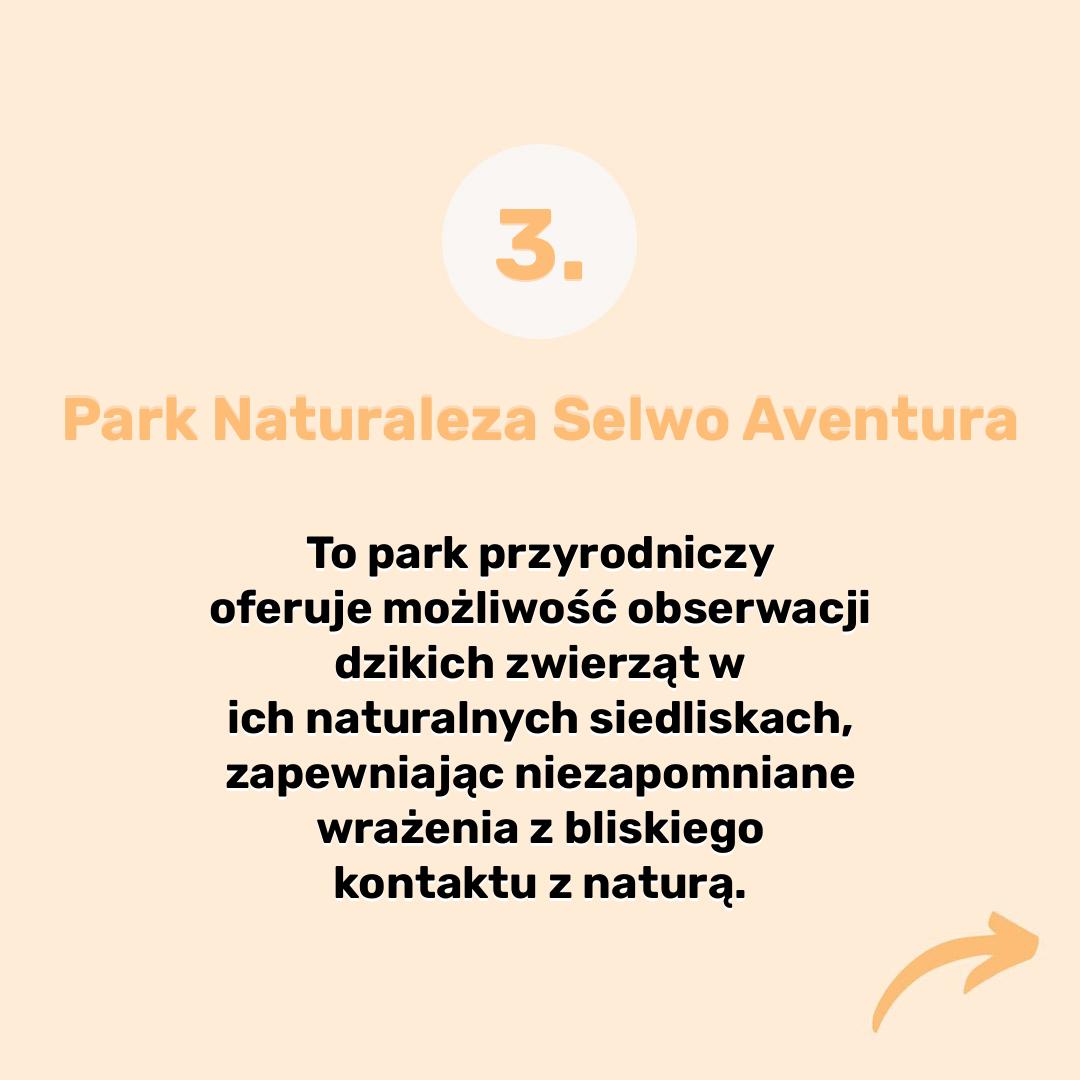 3.
Park Naturaleza Selwo Aventura
To park przyrodniczy
oferuje możliwość obserwacji
dzikich zwierząt w
ich naturalnych siedliskach,
zapewniając niezapomniane
wrażenia z bliskiego
kontaktu z naturą.